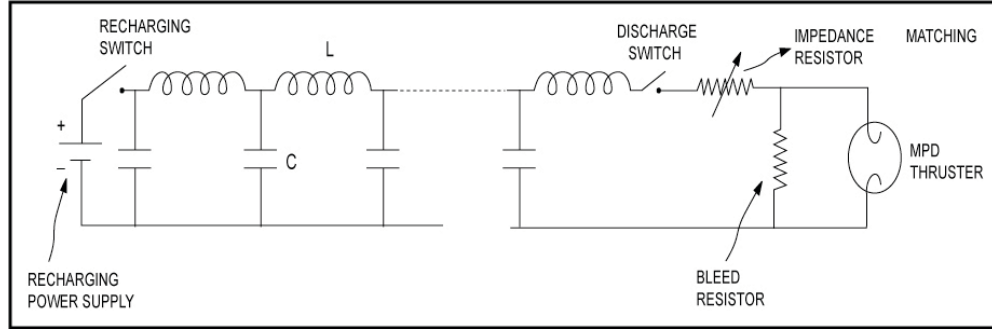 RECHARGING
SWITCH
L
DISCHARGE
SWITCH
IMPEDANCE MATCHING
RESISTOR
+
–
C
MPD
THRUSTER
RECHARGING
POWER SUPPLY
BLEED
RESISTOR